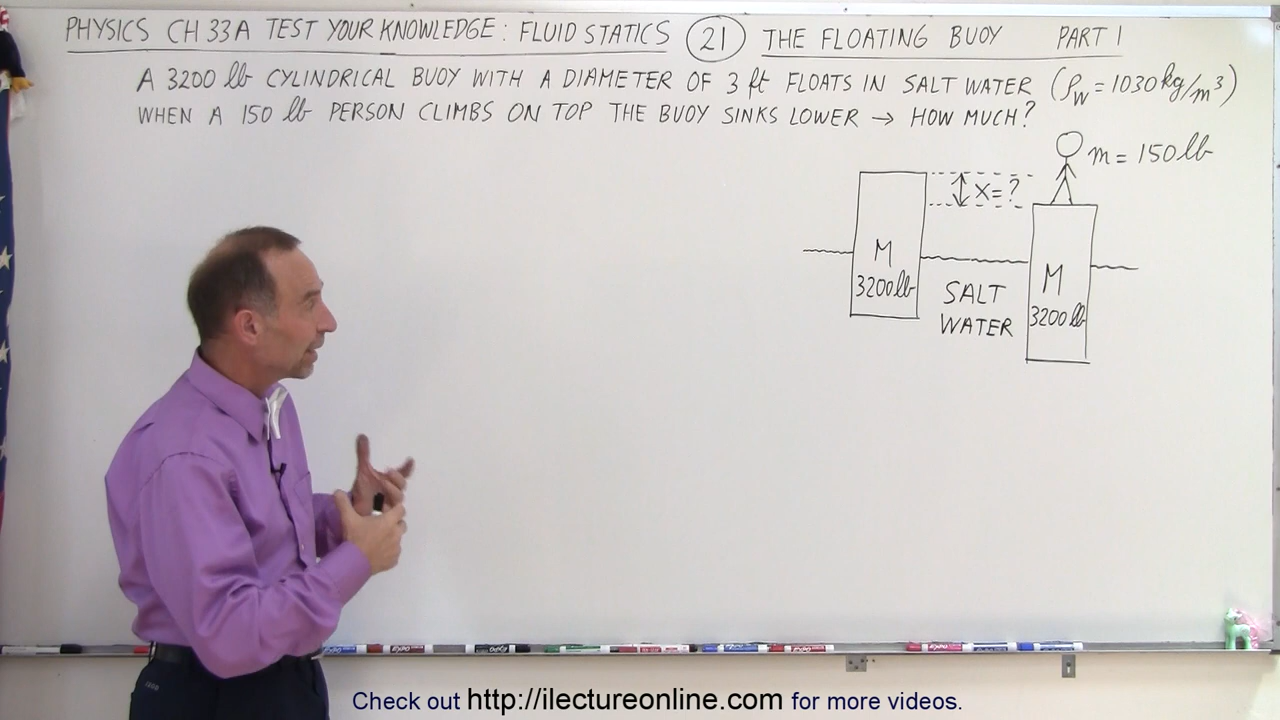 PHYSICS CH 33A TEST YOUR KNOWLEDGE: FLUID STATICS (21) THE FLOATING BUOY PART 1
A 3200 lb CYLINDRICAL BUOY WITH A DIAMETER OF 3 ft FLOATS IN SALT WATER (ρw = 1030 kg/m³)
WHEN A 150 lb PERSON CLIMBS ON TOP THE BUOY SINKS LOWER → HOW MUCH?
m = 150 lb
X = ?
M
3200 lb
SALT
WATER
M
3200 lb
Check out http://ilectureonline.com for more videos.